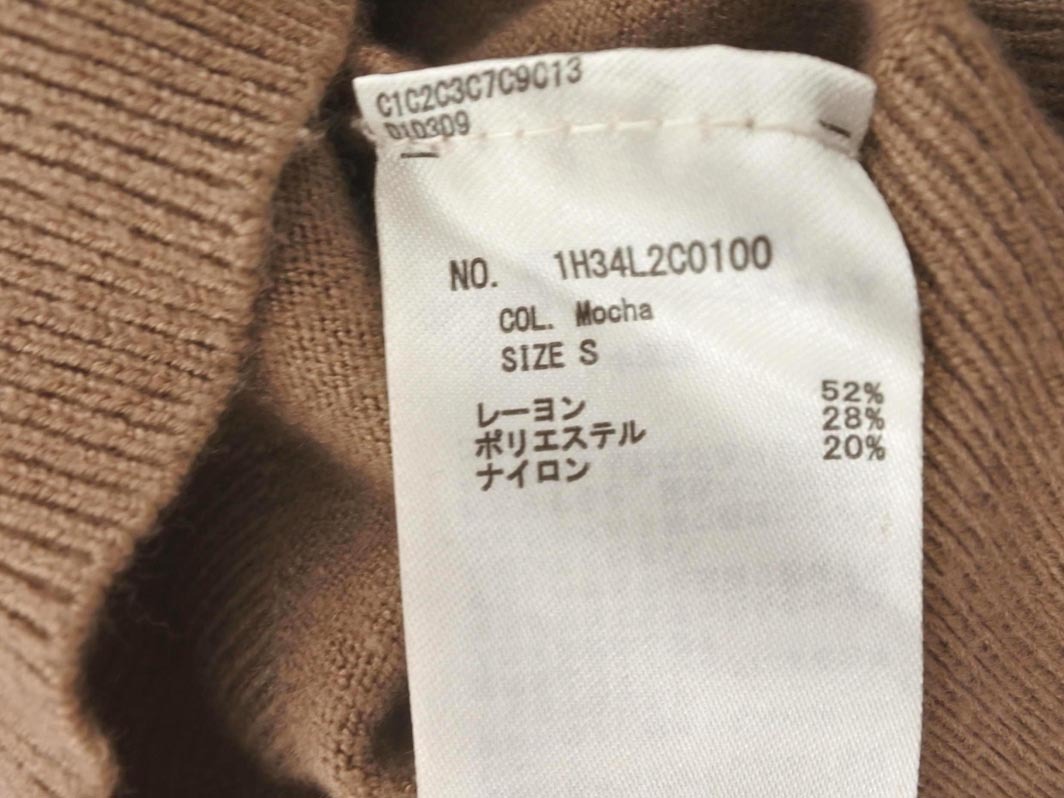 C1C2C3C7C9C13
D1D3D9
NO. 1H34L2C0100
COL. Mocha
SIZE S
レーヨン 52%
ポリエステル 28%
ナイロン 20%